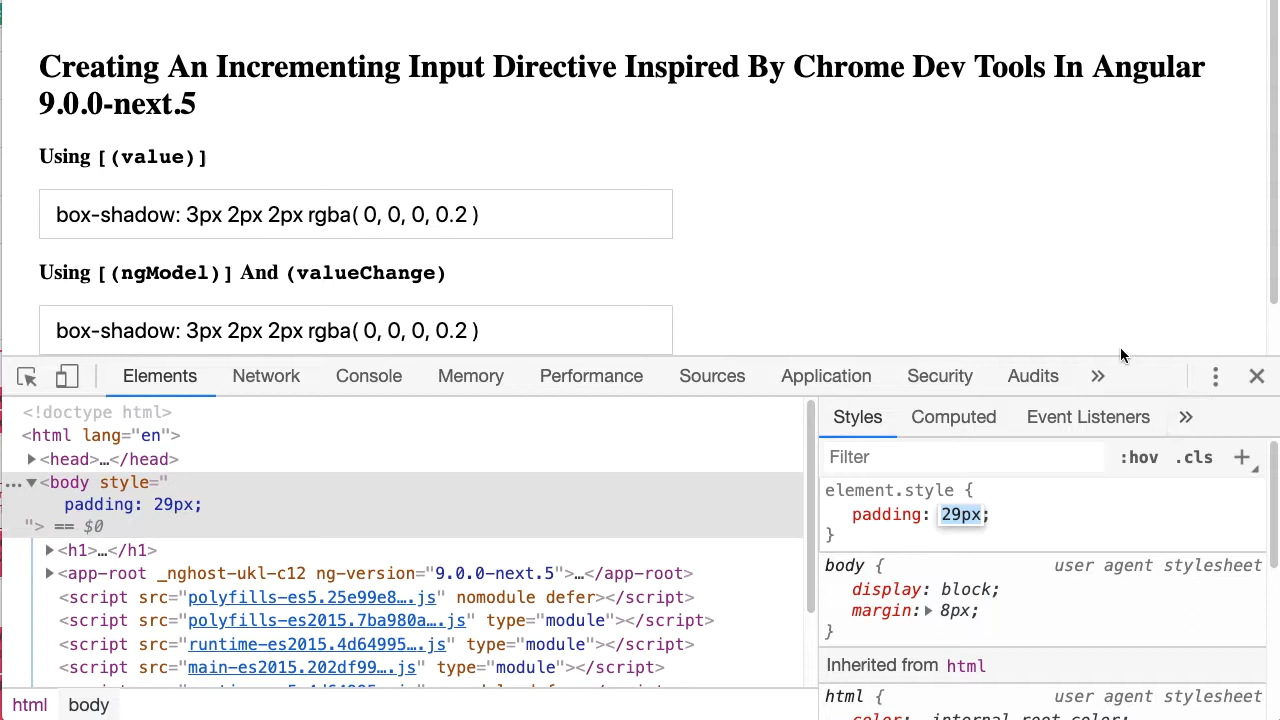 Creating An Incrementing Input Directive Inspired By Chrome Dev Tools In Angular
9.0.0-next.5
Using [(value)]
box-shadow: 3px 2px 2px rgba( 0, 0, 0, 0.2 )
Using [(ngModel)] And (valueChange)
box-shadow: 3px 2px 2px rgba( 0, 0, 0, 0.2 )
Elements Network Console Memory Performance Sources Application Security Audits »
<!doctype html>
<html lang="en">
<head>…</head>
<body style="
padding: 29px;
"> == $0
<h1>…</h1>
<app-root _nghost-ukl-c12 ng-version="9.0.0-next.5">…</app-root>
<script src="polyfills-es5.25e99e8….js" nomodule defer></script>
<script src="polyfills-es2015.7ba980a….js" type="module"></script>
<script src="runtime-es2015.4d64995….js" type="module"></script>
<script src="main-es2015.202df99….js" type="module"></script>
html body
Styles Computed Event Listeners »
Filter :hov .cls +
element.style {
padding: 29px;
}
body { user agent stylesheet
display: block;
margin: 8px;
}
Inherited from html
html { user agent stylesheet
color: -internal-root-color;